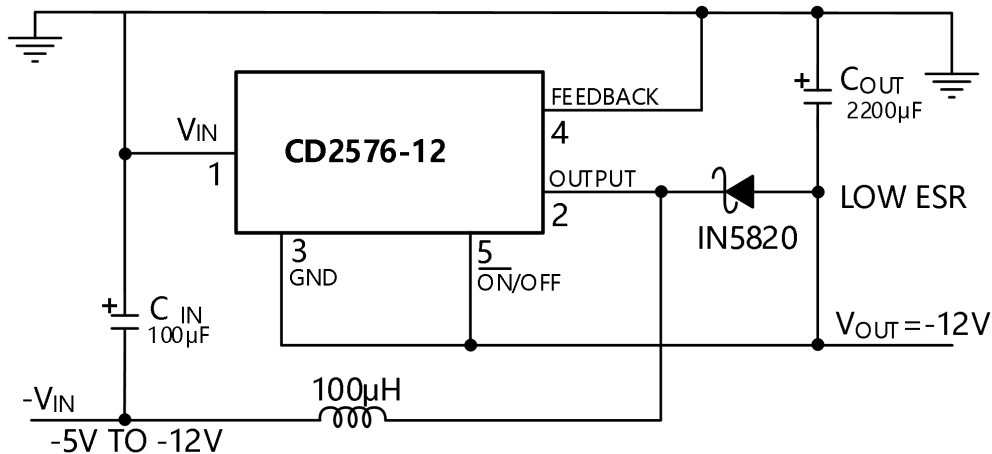 FEEDBACK
COUT
2200µF
VIN
CD2576-12
4
1
OUTPUT
2
LOW ESR
IN5820
3
GND
5
ON/OFF
CIN
100µF
VOUT=-12V
100µH
-VIN
-5V TO -12V